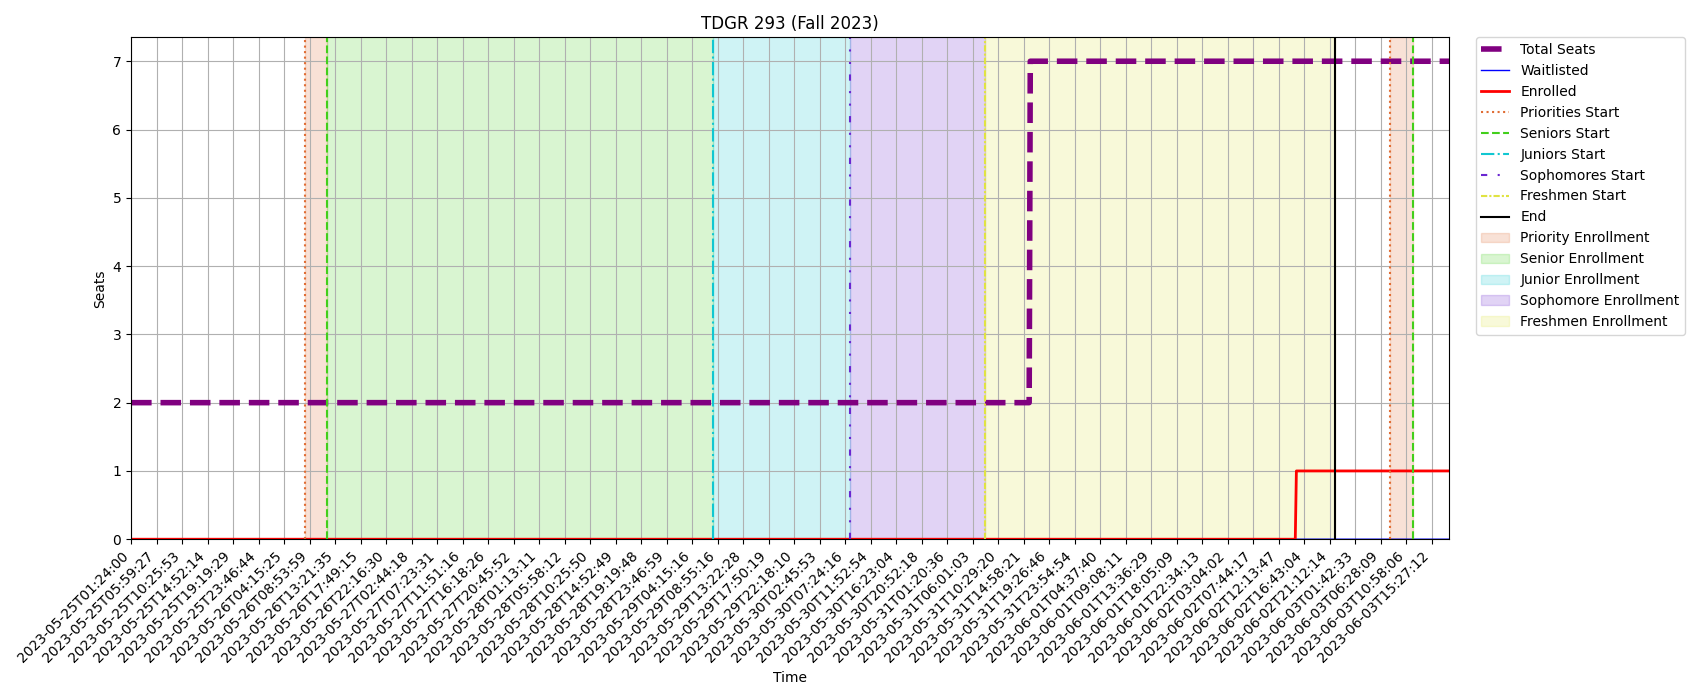 TDGR 293 (Fall 2023)
7
6
5
4
3
2
1
0
Seats
2023-05-25T01:24:00
2023-05-25T05:59:27
2023-05-25T10:25:53
2023-05-25T14:52:14
2023-05-25T19:19:29
2023-05-25T23:46:44
2023-05-26T04:15:25
2023-05-26T08:53:59
2023-05-26T13:21:35
2023-05-26T17:49:15
2023-05-26T22:16:30
2023-05-27T02:44:18
2023-05-27T07:23:31
2023-05-27T11:51:16
2023-05-27T16:18:26
2023-05-27T20:45:52
2023-05-28T01:13:11
2023-05-28T05:58:12
2023-05-28T10:25:50
2023-05-28T14:52:49
2023-05-28T19:19:48
2023-05-28T23:46:59
2023-05-29T04:15:16
2023-05-29T08:55:16
2023-05-29T13:22:28
2023-05-29T17:50:19
2023-05-29T22:18:10
2023-05-30T02:45:53
2023-05-30T07:24:16
2023-05-30T11:52:54
2023-05-30T16:23:04
2023-05-30T20:52:18
2023-05-31T01:20:36
2023-05-31T06:01:03
2023-05-31T10:29:20
2023-05-31T14:58:21
2023-05-31T19:26:46
2023-05-31T23:54:54
2023-06-01T04:37:40
2023-06-01T09:08:11
2023-06-01T13:36:29
2023-06-01T18:05:09
2023-06-01T22:34:13
2023-06-02T03:04:02
2023-06-02T07:44:17
2023-06-02T12:13:47
2023-06-02T16:43:04
2023-06-02T21:12:14
2023-06-03T01:42:33
2023-06-03T06:28:09
2023-06-03T10:58:06
2023-06-03T15:27:12
Time
Total Seats
Waitlisted
Enrolled
Priorities Start
Seniors Start
Juniors Start
Sophomores Start
Freshmen Start
End
Priority Enrollment
Senior Enrollment
Junior Enrollment
Sophomore Enrollment
Freshmen Enrollment